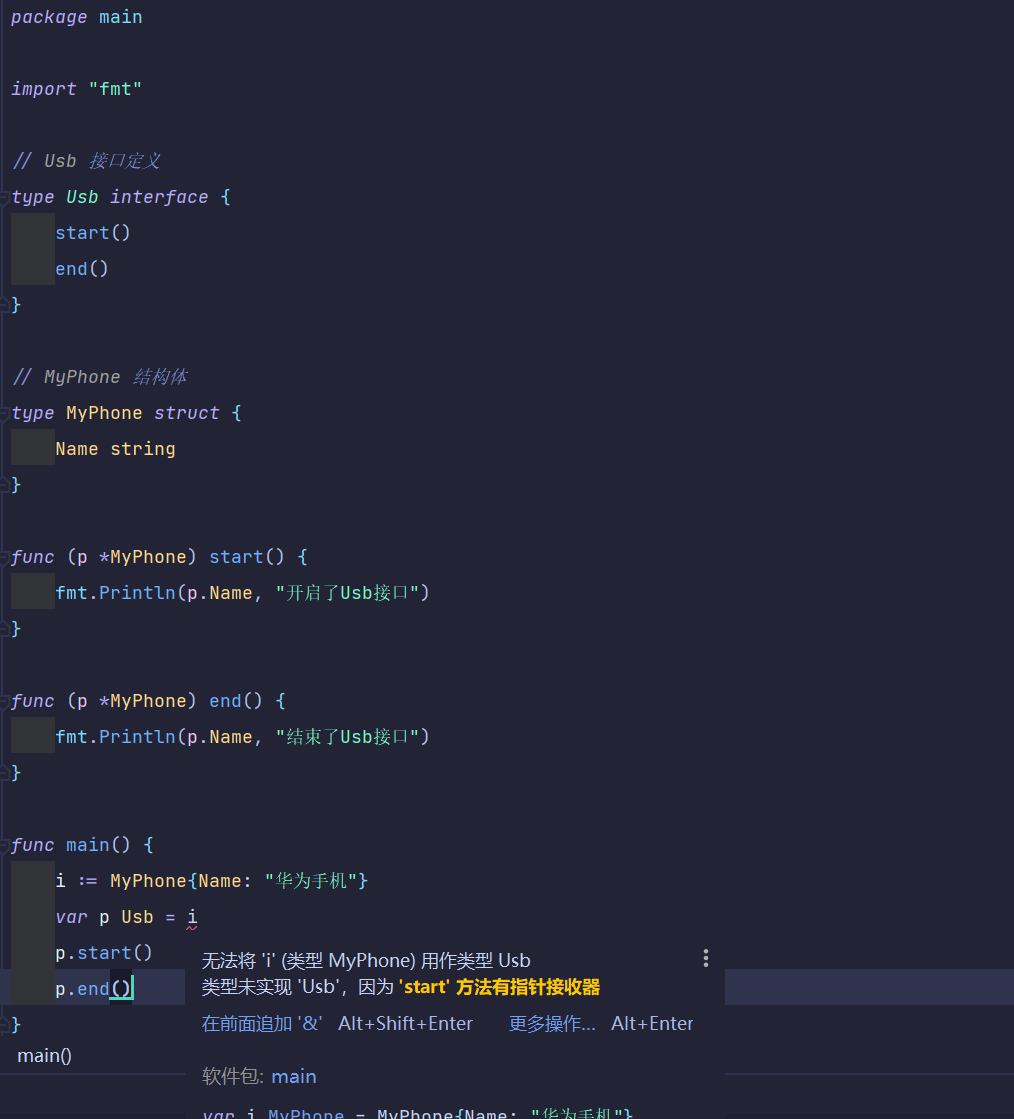 package main
import "fmt"
// Usb 接口定义
type Usb interface {
start()
end()
}
// MyPhone 结构体
type MyPhone struct {
Name string
}
func (p *MyPhone) start() {
fmt.Println(p.Name, "开启了Usb接口")
}
func (p *MyPhone) end() {
fmt.Println(p.Name, "结束了Usb接口")
}
func main() {
i := MyPhone{Name: "华为手机"}
var p Usb = i
p.start()
无法将 'i' (类型 MyPhone) 用作类型 Usb
类型未实现 'Usb'，因为 'start' 方法有指针接收器
p.end()
在前面追加 '&' Alt+Shift+Enter 更多操作... Alt+Enter
}
main()
软件包: main
var i MyPhone = MyPhone{Name: "华为手机"}